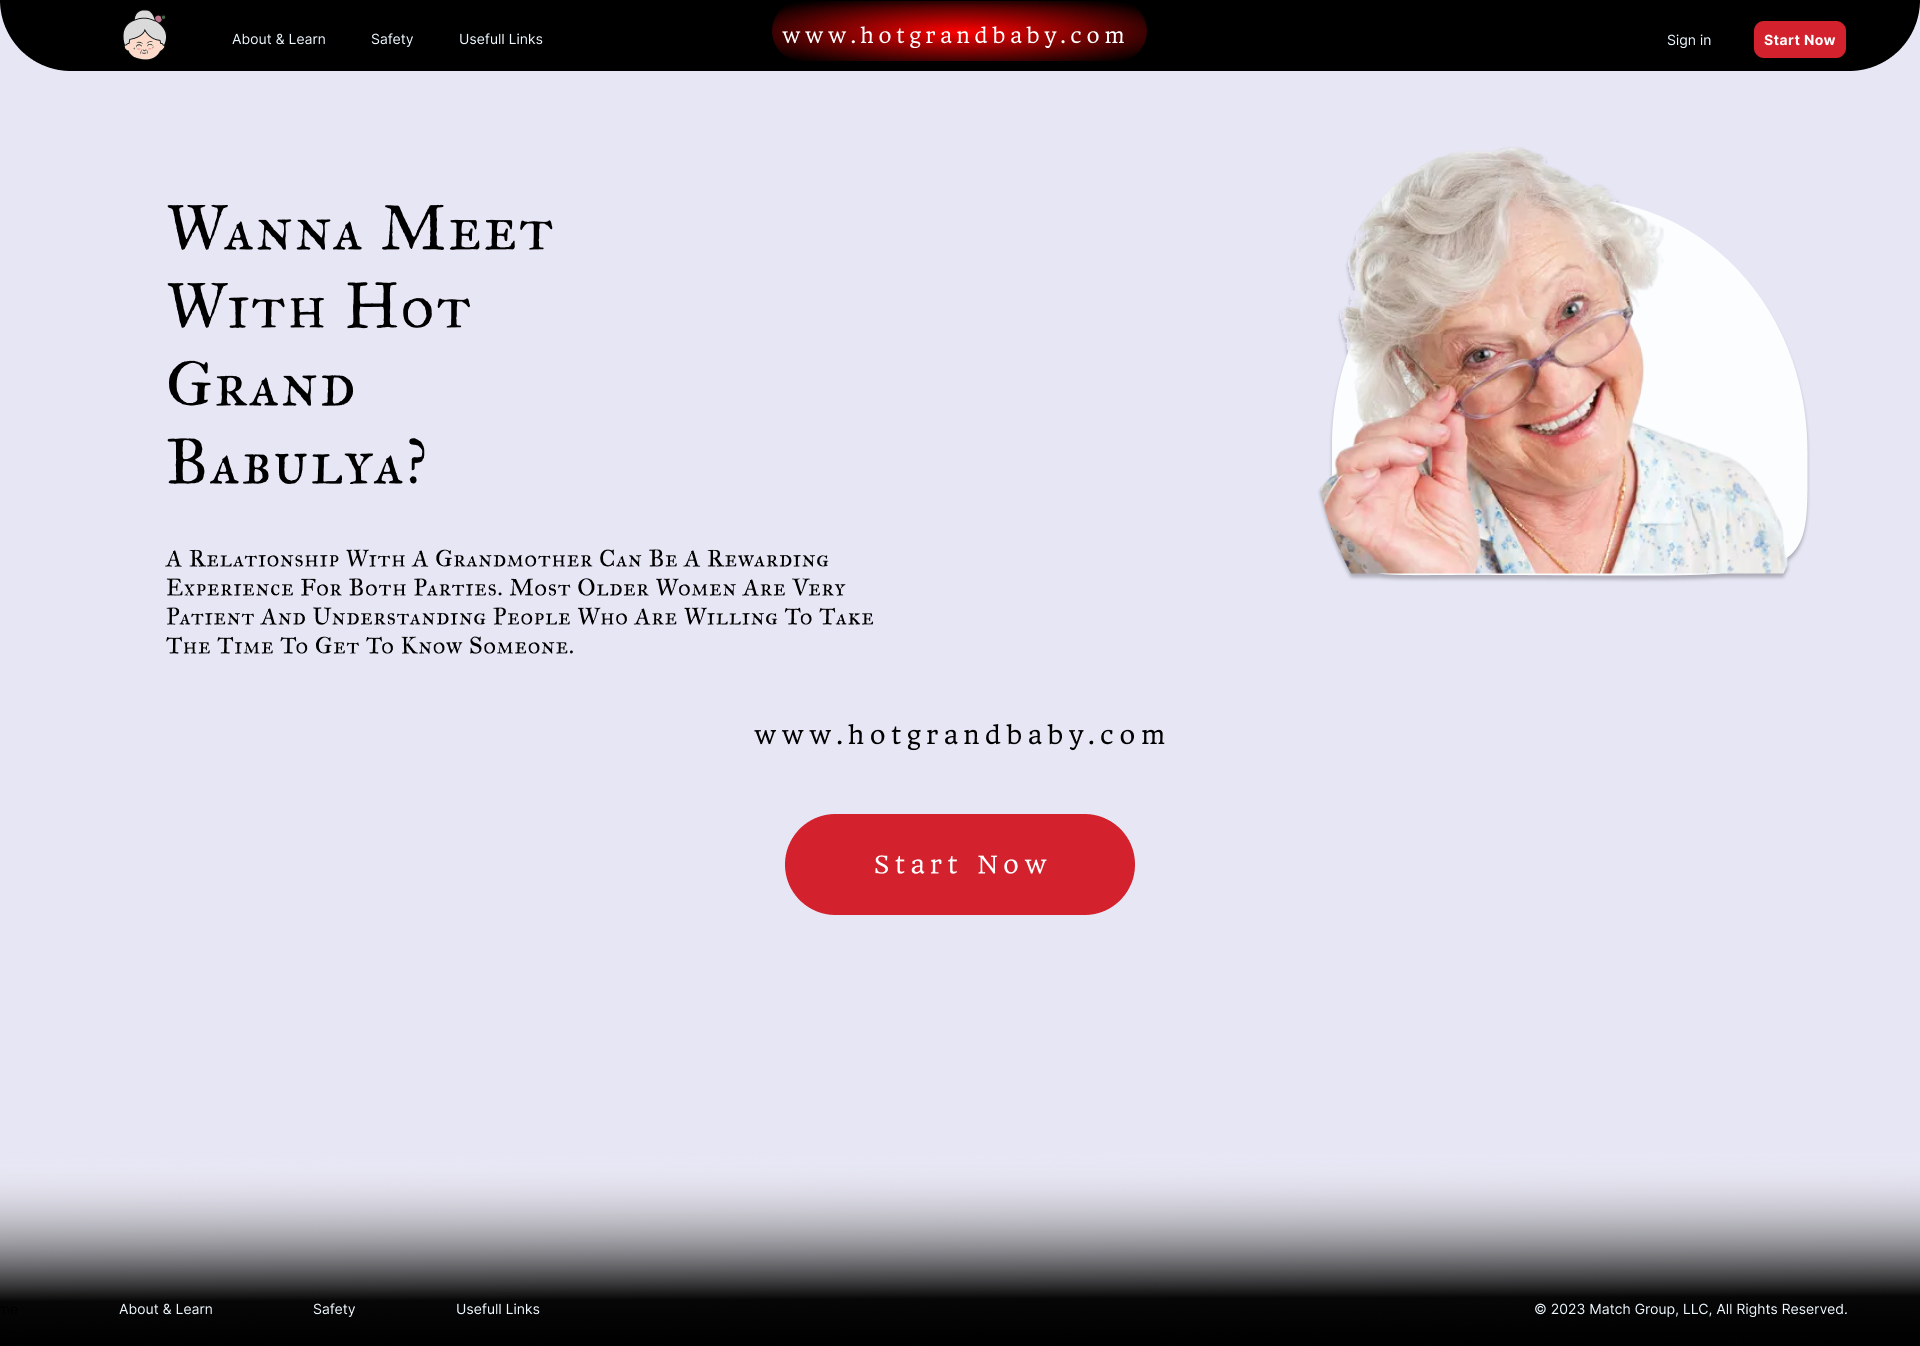 About & Learn
Safety
Usefull Links
www.hotgrandbaby.com
Sign in
Start Now
Wanna Meet
With Hot
Grand
Babulya?
A Relationship With A Grandmother Can Be A Rewarding
Experience For Both Parties. Most Older Women Are Very
Patient And Understanding People Who Are Willing To Take
The Time To Get To Know Someone.
www.hotgrandbaby.com
Start Now
About & Learn
Safety
Usefull Links
© 2023 Match Group, LLC, All Rights Reserved.